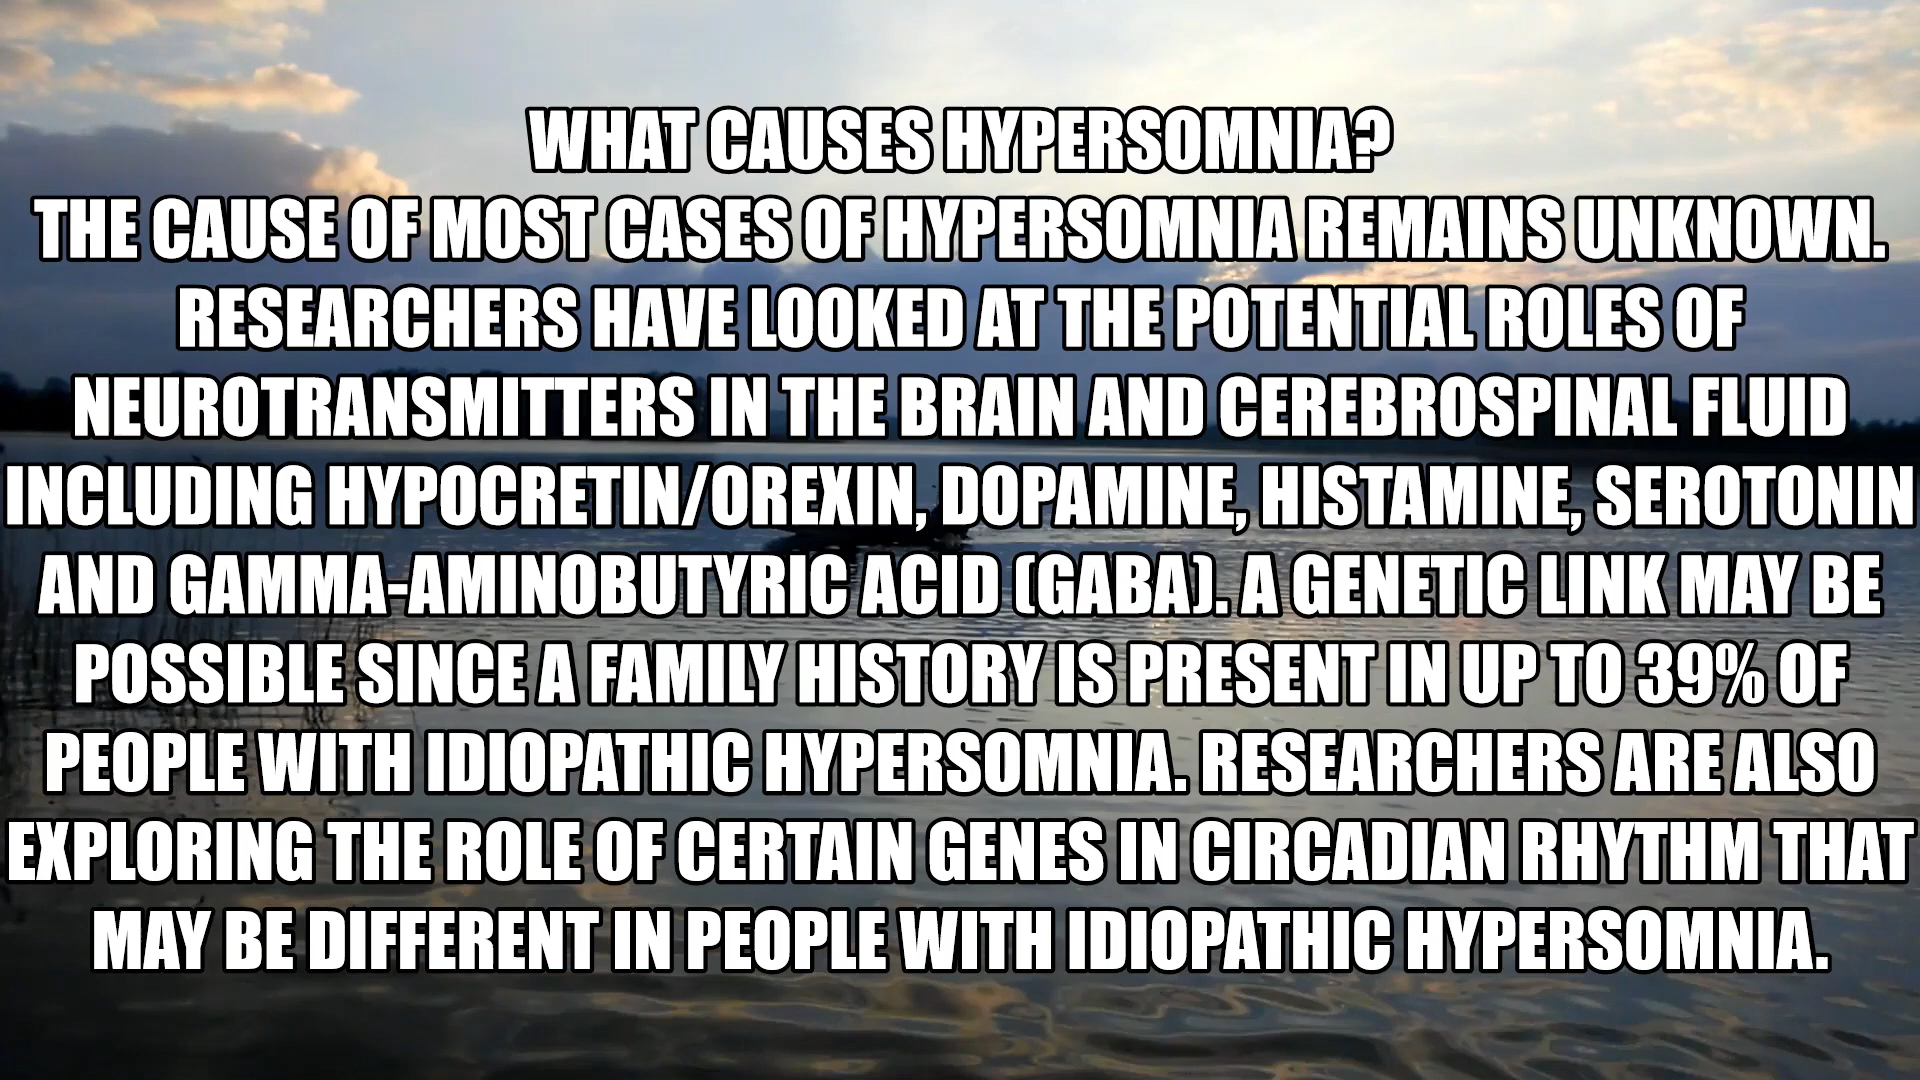 WHAT CAUSES HYPERSOMNIA?
THE CAUSE OF MOST CASES OF HYPERSOMNIA REMAINS UNKNOWN.
RESEARCHERS HAVE LOOKED AT THE POTENTIAL ROLES OF
NEUROTRANSMITTERS IN THE BRAIN AND CEREBROSPINAL FLUID
INCLUDING HYPOCRETIN/OREXIN, DOPAMINE, HISTAMINE, SEROTONIN
AND GAMMA-AMINOBUTYRIC ACID (GABA). A GENETIC LINK MAY BE
POSSIBLE SINCE A FAMILY HISTORY IS PRESENT IN UP TO 39% OF
PEOPLE WITH IDIOPATHIC HYPERSOMNIA. RESEARCHERS ARE ALSO
EXPLORING THE ROLE OF CERTAIN GENES IN CIRCADIAN RHYTHM THAT
MAY BE DIFFERENT IN PEOPLE WITH IDIOPATHIC HYPERSOMNIA.